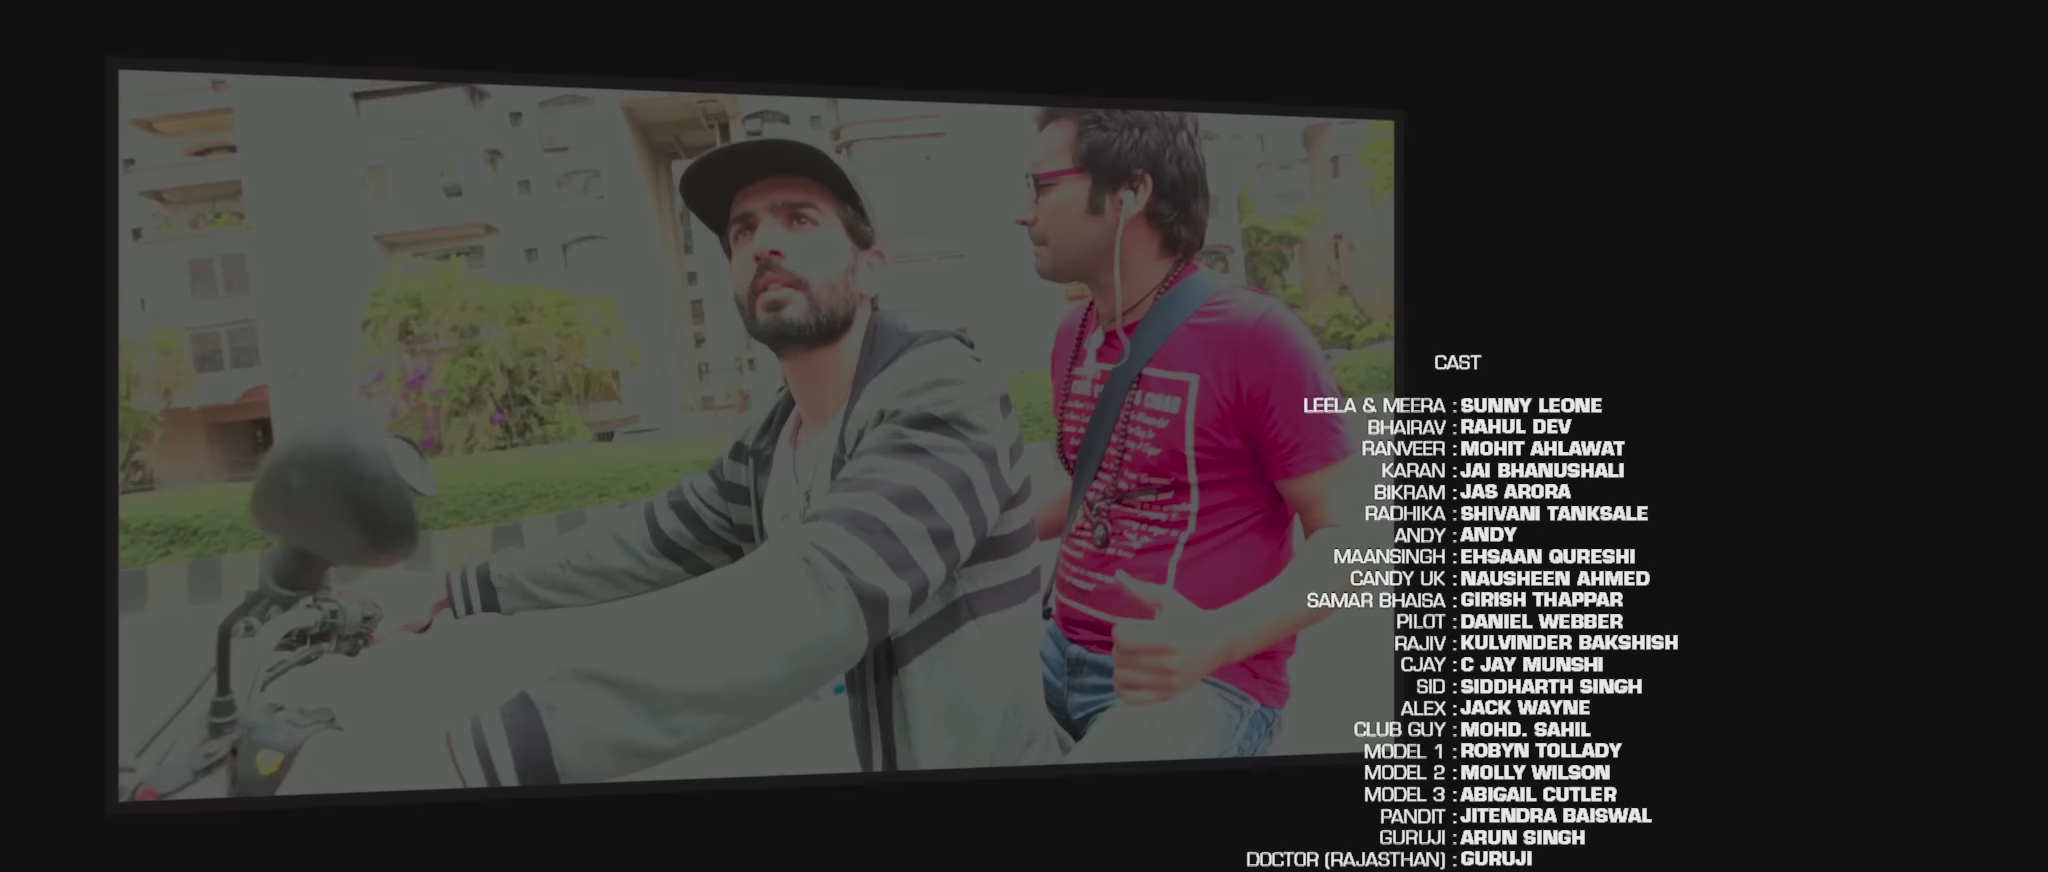 CAST
LEELA & MEERA : SUNNY LEONE
BHAIRAV : RAHUL DEV
RANVEER : MOHIT AHLAWAT
KARAN : JAI BHANUSHALI
BIKRAM : JAS ARORA
RADHIKA : SHIVANI TANKSALE
ANDY : ANDY
MAANSINGH : EHSAAN QURESHI
CANDY UK : NAUSHEEN AHMED
SAMAR BHAISA : GIRISH THAPPAR
PILOT : DANIEL WEBBER
RAJIV : KULVINDER BAKSHISH
CJAY : C JAY MUNSHI
SID : SIDDHARTH SINGH
ALEX : JACK WAYNE
CLUB GUY : MOHD. SAHIL
MODEL 1 : ROBYN TOLLADY
MODEL 2 : MOLLY WILSON
MODEL 3 : ABIGAIL CUTLER
PANDIT : JITENDRA BAISWAL
GURUJI : ARUN SINGH
DOCTOR (RAJASTHAN) : GURUJI